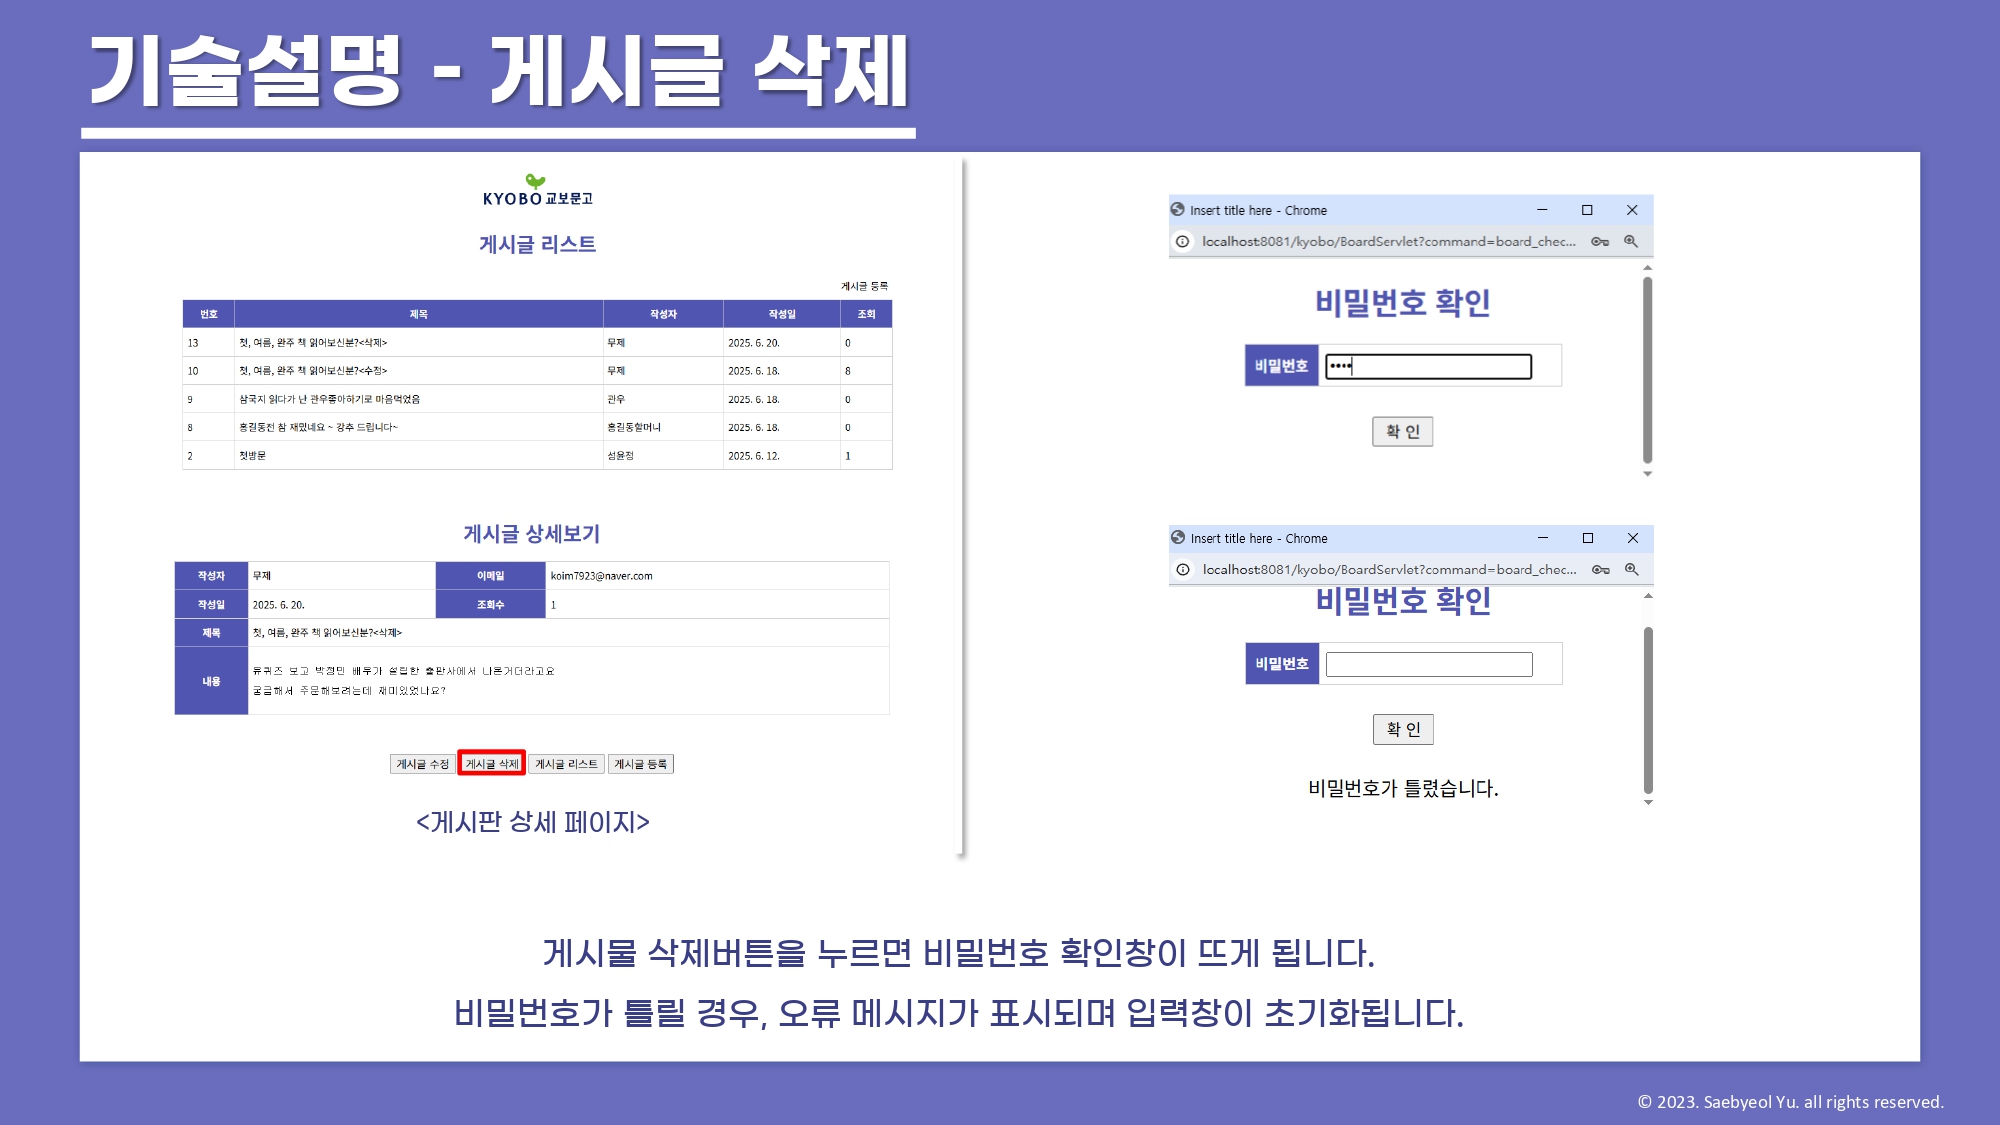 기술설명 - 게시글 삭제
KYOBO 교보문고
게시글 리스트
게시글 등록
번호 제목 작성자 작성일 조회
13 첫, 여름, 완주 책 읽어보신분?<삭제> 무제 2025. 6. 20. 0
10 첫, 여름, 완주 책 읽어보신분?<수정> 무제 2025. 6. 18. 8
9 삼국지 읽다가 난 관우좋아하기로 마음먹었음 관우 2025. 6. 18. 0
8 홍길동전 참 재밌네요 ~ 강추 드립니다~ 홍길동할머니 2025. 6. 18. 0
2 첫방문 성윤정 2025. 6. 12. 1
게시글 상세보기
작성자 무제 이메일 koim7923@naver.com
작성일 2025. 6. 20. 조회수 1
제목 첫, 여름, 완주 책 읽어보신분?<삭제>
내용
유퀴즈 보고 박정민 배우가 설립한 출판사에서 나온거더라고요
궁금해서 주문해보려는데 재미있었나요?
게시글 수정 게시글 삭제 게시글 리스트 게시글 등록
<게시판 상세 페이지>
Insert title here - Chrome
localhost:8081/kyobo/BoardServlet?command=board_chec...
비밀번호 확인
비밀번호 ••••
확 인
Insert title here - Chrome
localhost:8081/kyobo/BoardServlet?command=board_chec...
비밀번호 확인
비밀번호
확 인
비밀번호가 틀렸습니다.
게시물 삭제버튼을 누르면 비밀번호 확인창이 뜨게 됩니다.
비밀번호가 틀릴 경우, 오류 메시지가 표시되며 입력창이 초기화됩니다.
© 2023. Saebyeol Yu. all rights reserved.